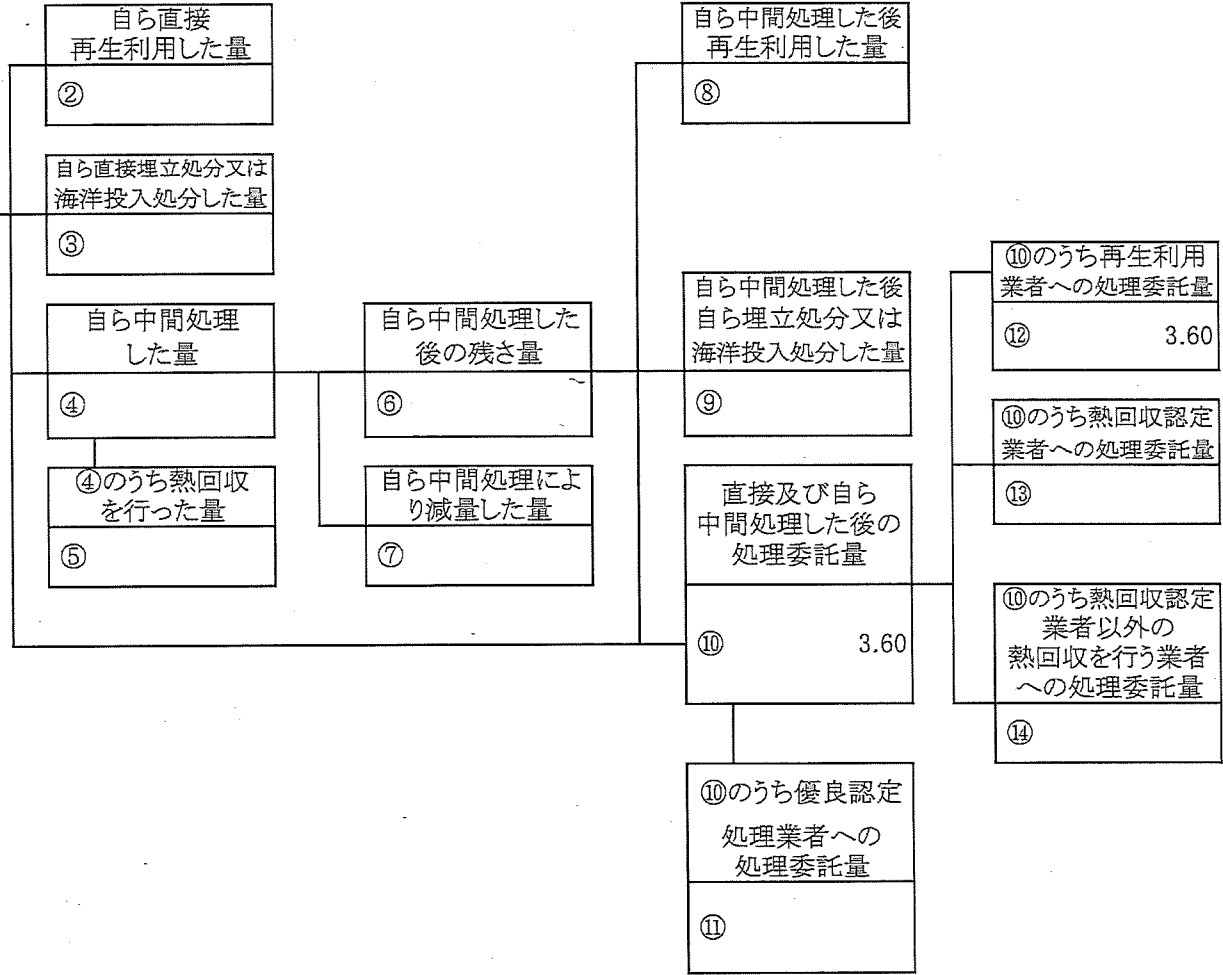 自ら直接
再生利用した量
②
自ら直接埋立処分又は
海洋投入処分した量
③
自ら中間処理
した量
④
④のうち熱回収
を行った量
⑤
自ら中間処理した
後の残さ量
⑥
自ら中間処理によ
り減量した量
⑦
自ら中間処理した後
再生利用した量
⑧
自ら中間処理した後
自ら埋立処分又は
海洋投入処分した量
⑨
直接及び自ら
中間処理した後の
処理委託量
⑩ 3.60
⑩のうち優良認定
処理業者への
処理委託量
⑪
⑩のうち再生利用
業者への処理委託量
⑫ 3.60
⑩のうち熱回収認定
業者への処理委託量
⑬
⑩のうち熱回収認定
業者以外の
熱回収を行う業者
への処理委託量
⑭